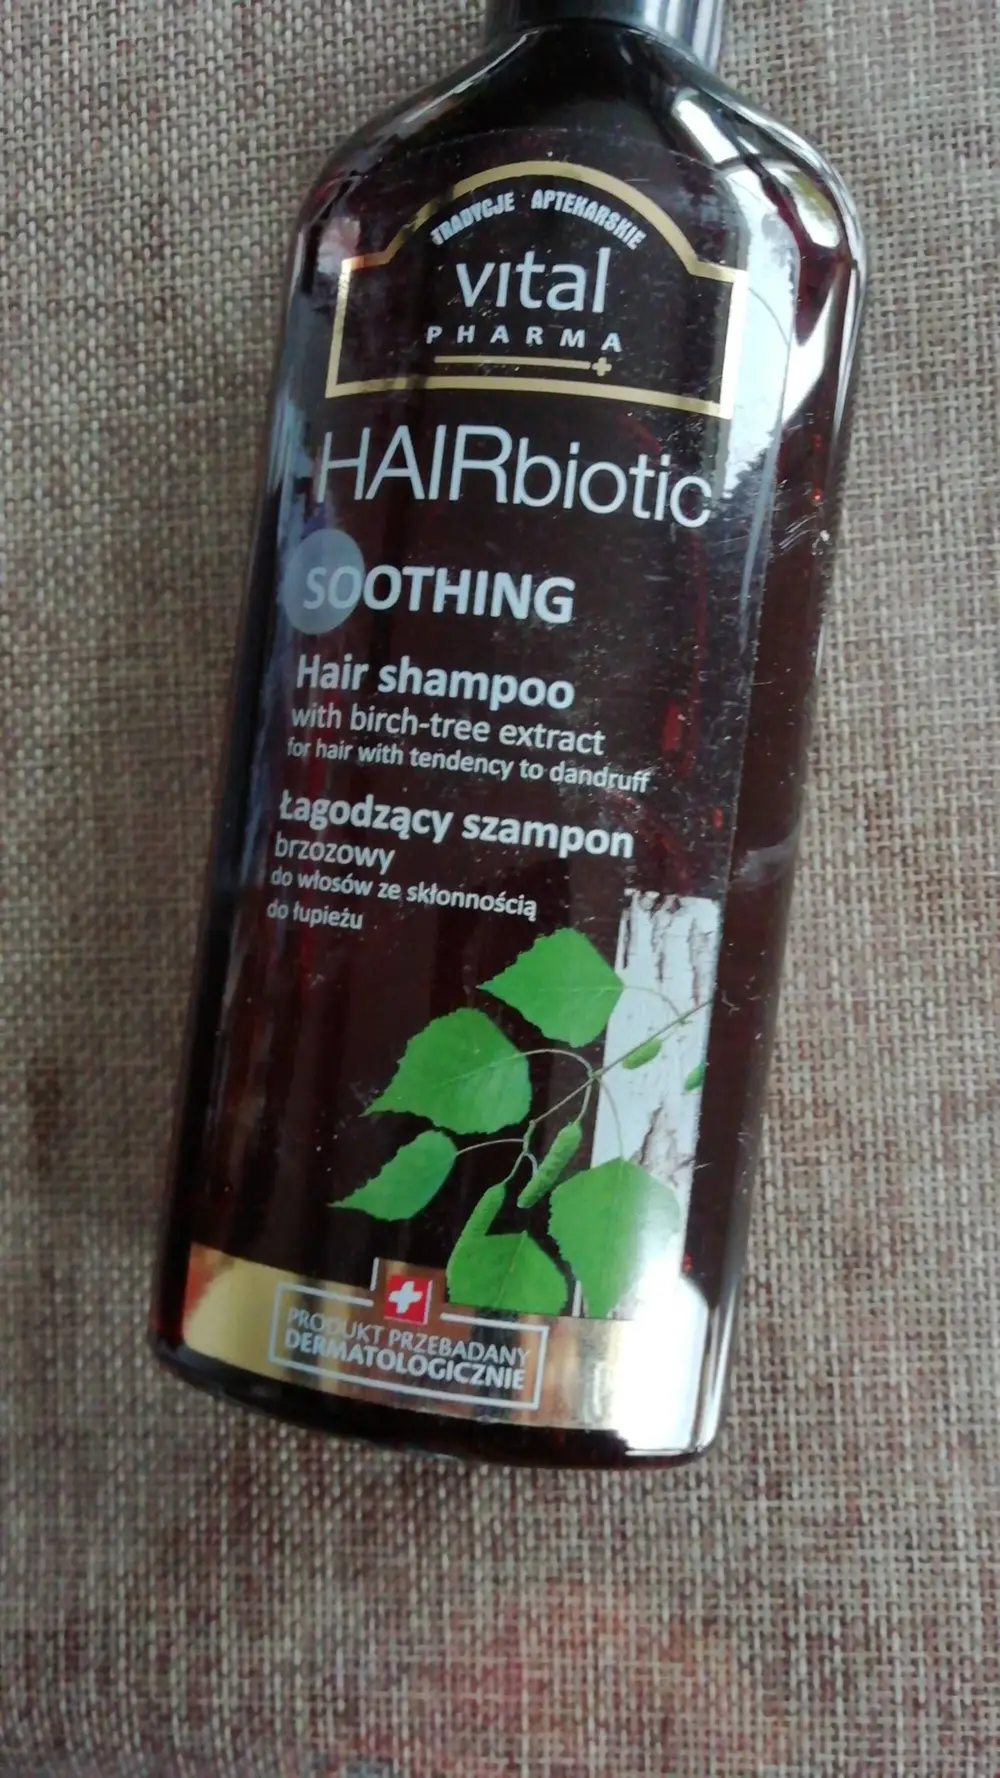 TRADYCJE APTEKARSKIE
vital
PHARMA
HAIRbiotic
SOOTHING
Hair shampoo
with birch-tree extract
for hair with tendency to dandruff
Łagodzący szampon
brzozowy
do włosów ze skłonnością
do łupieżu
PRODUKT PRZEBADANY
DERMATOLOGICZNIE